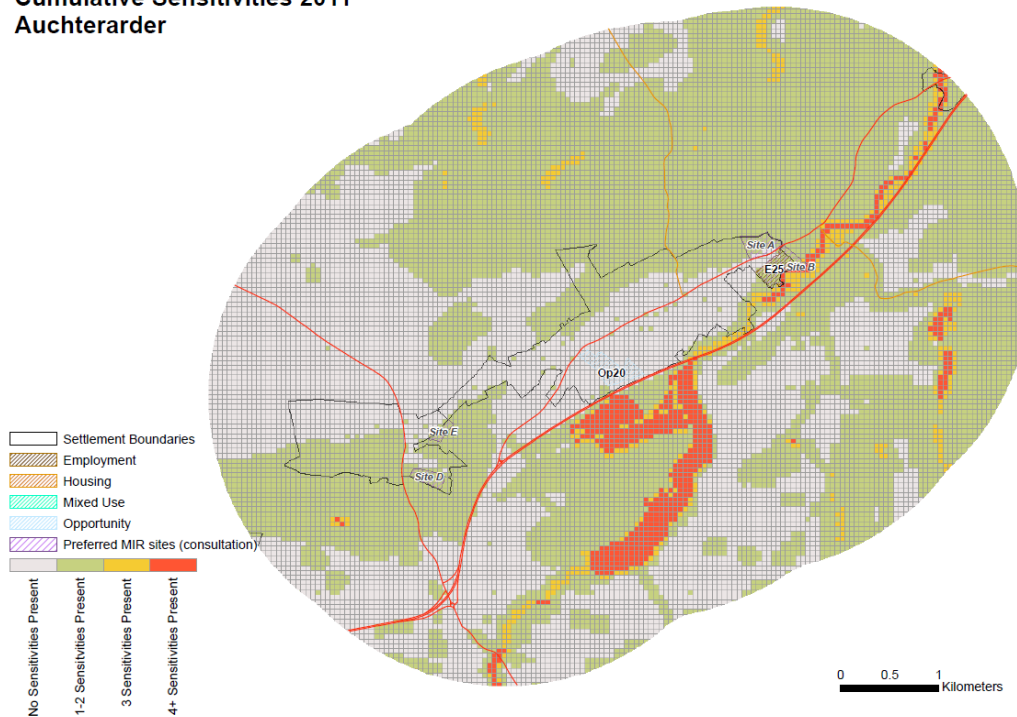 Cumulative Sensitivities 2011
Auchterarder
Site A
E25
Site B
Op20
Site E
Site D
Settlement Boundaries
Employment
Housing
Mixed Use
Opportunity
Preferred MIR sites (consultation)
No Sensitivities Present
1-2 Sensitivities Present
3 Sensitivities Present
4+ Sensitivities Present
0 0.5 1
Kilometers